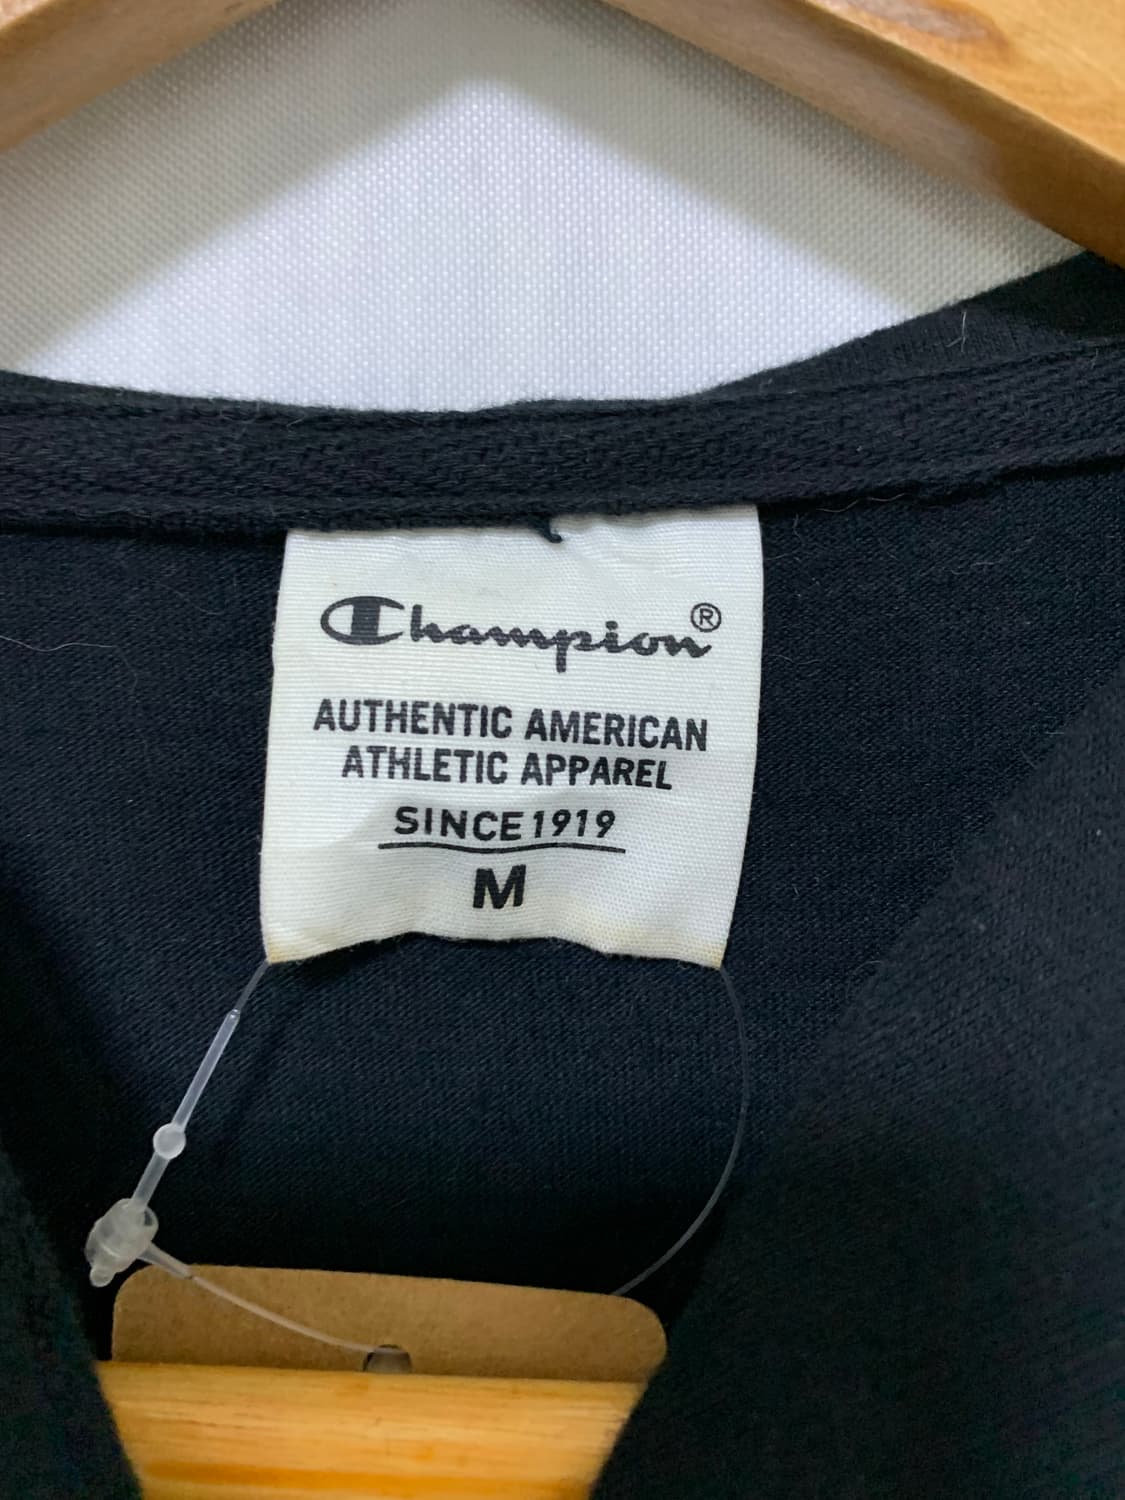 Champion®
AUTHENTIC AMERICAN
ATHLETIC APPAREL
SINCE 1919
M